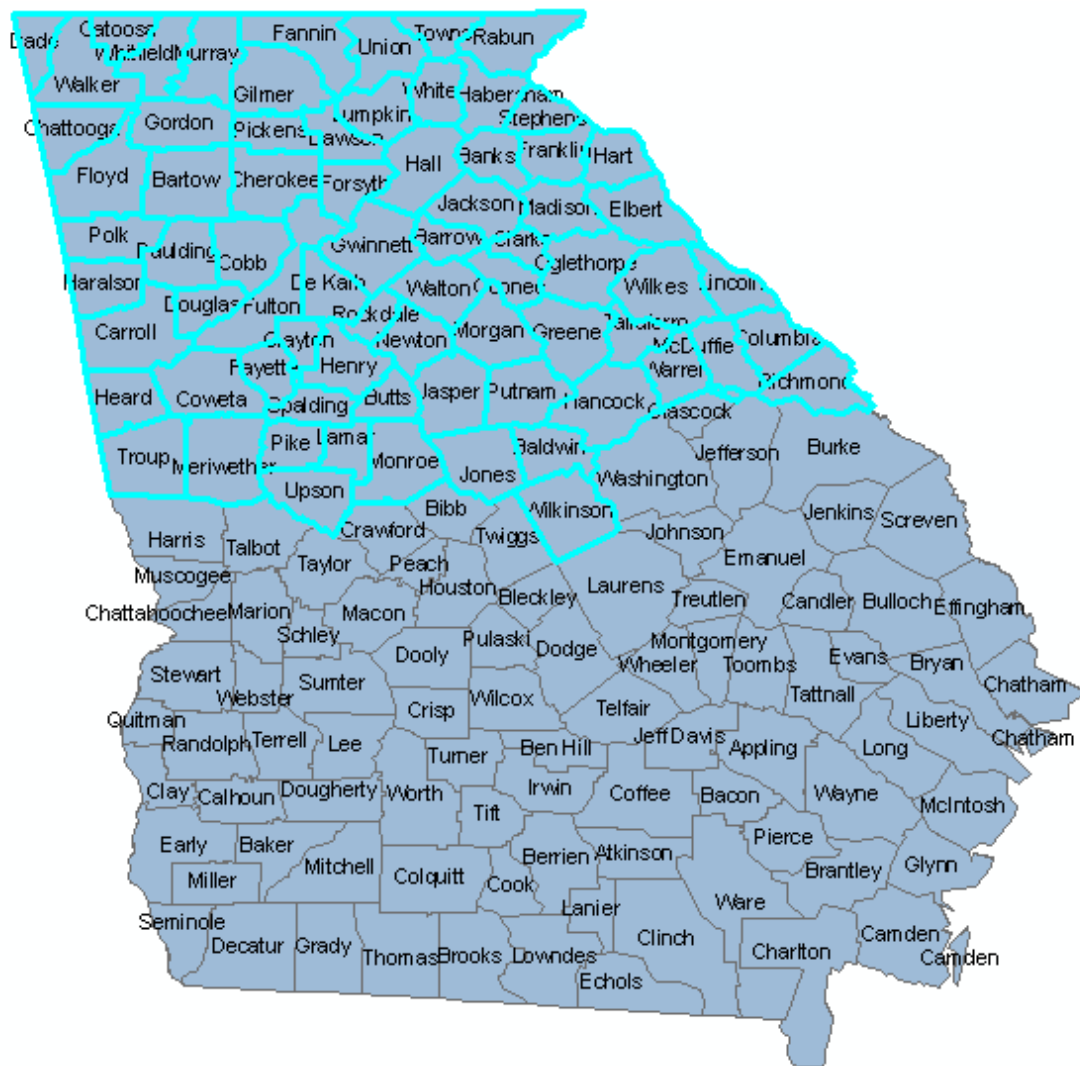 Dade
Catoosa
Whitfield
Murray
Fannin
Union
Towns
Rabun
Walker
Gilmer
White
Habersham
Stephens
Chattooga
Gordon
Pickens
Lumpkin
Dawson
Floyd
Bartow
Cherokee
Forsyth
Hall
Banks
Franklin
Hart
Jackson
Madison
Elbert
Polk
Paulding
Cobb
Gwinnett
Barrow
Clarke
Oglethorpe
Haralson
Douglas
Fulton
De Kalb
Rockdale
Walton
Oconee
Wilkes
Lincoln
Carroll
Clayton
Newton
Morgan
Greene
Taliaferro
McDuffie
Columbia
Fayette
Henry
Warren
Richmond
Heard
Coweta
Spalding
Butts
Jasper
Putnam
Hancock
Glascock
Troup
Meriwether
Pike
Lamar
Monroe
Jones
Baldwin
Jefferson
Burke
Upson
Washington
Wilkinson
Bibb
Twiggs
Crawford
Harris
Talbot
Taylor
Peach
Johnson
Jenkins
Screven
Emanuel
Muscogee
Houston
Bleckley
Laurens
Treutlen
Candler
Bulloch
Effingham
Chattahoochee
Marion
Macon
Schley
Pulaski
Dodge
Montgomery
Wheeler
Toombs
Evans
Bryan
Stewart
Webster
Sumter
Dooly
Wilcox
Telfair
Tattnall
Chatham
Quitman
Crisp
Liberty
Chatham
Randolph
Terrell
Lee
Turner
Ben Hill
Jeff Davis
Appling
Long
Clay
Calhoun
Dougherty
Worth
Irwin
Coffee
Bacon
Wayne
McIntosh
Tift
Early
Baker
Mitchell
Berrien
Atkinson
Pierce
Brantley
Glynn
Miller
Colquitt
Cook
Ware
Seminole
Lanier
Decatur
Grady
Thomas
Brooks
Lowndes
Clinch
Charlton
Camden
Camden
Echols